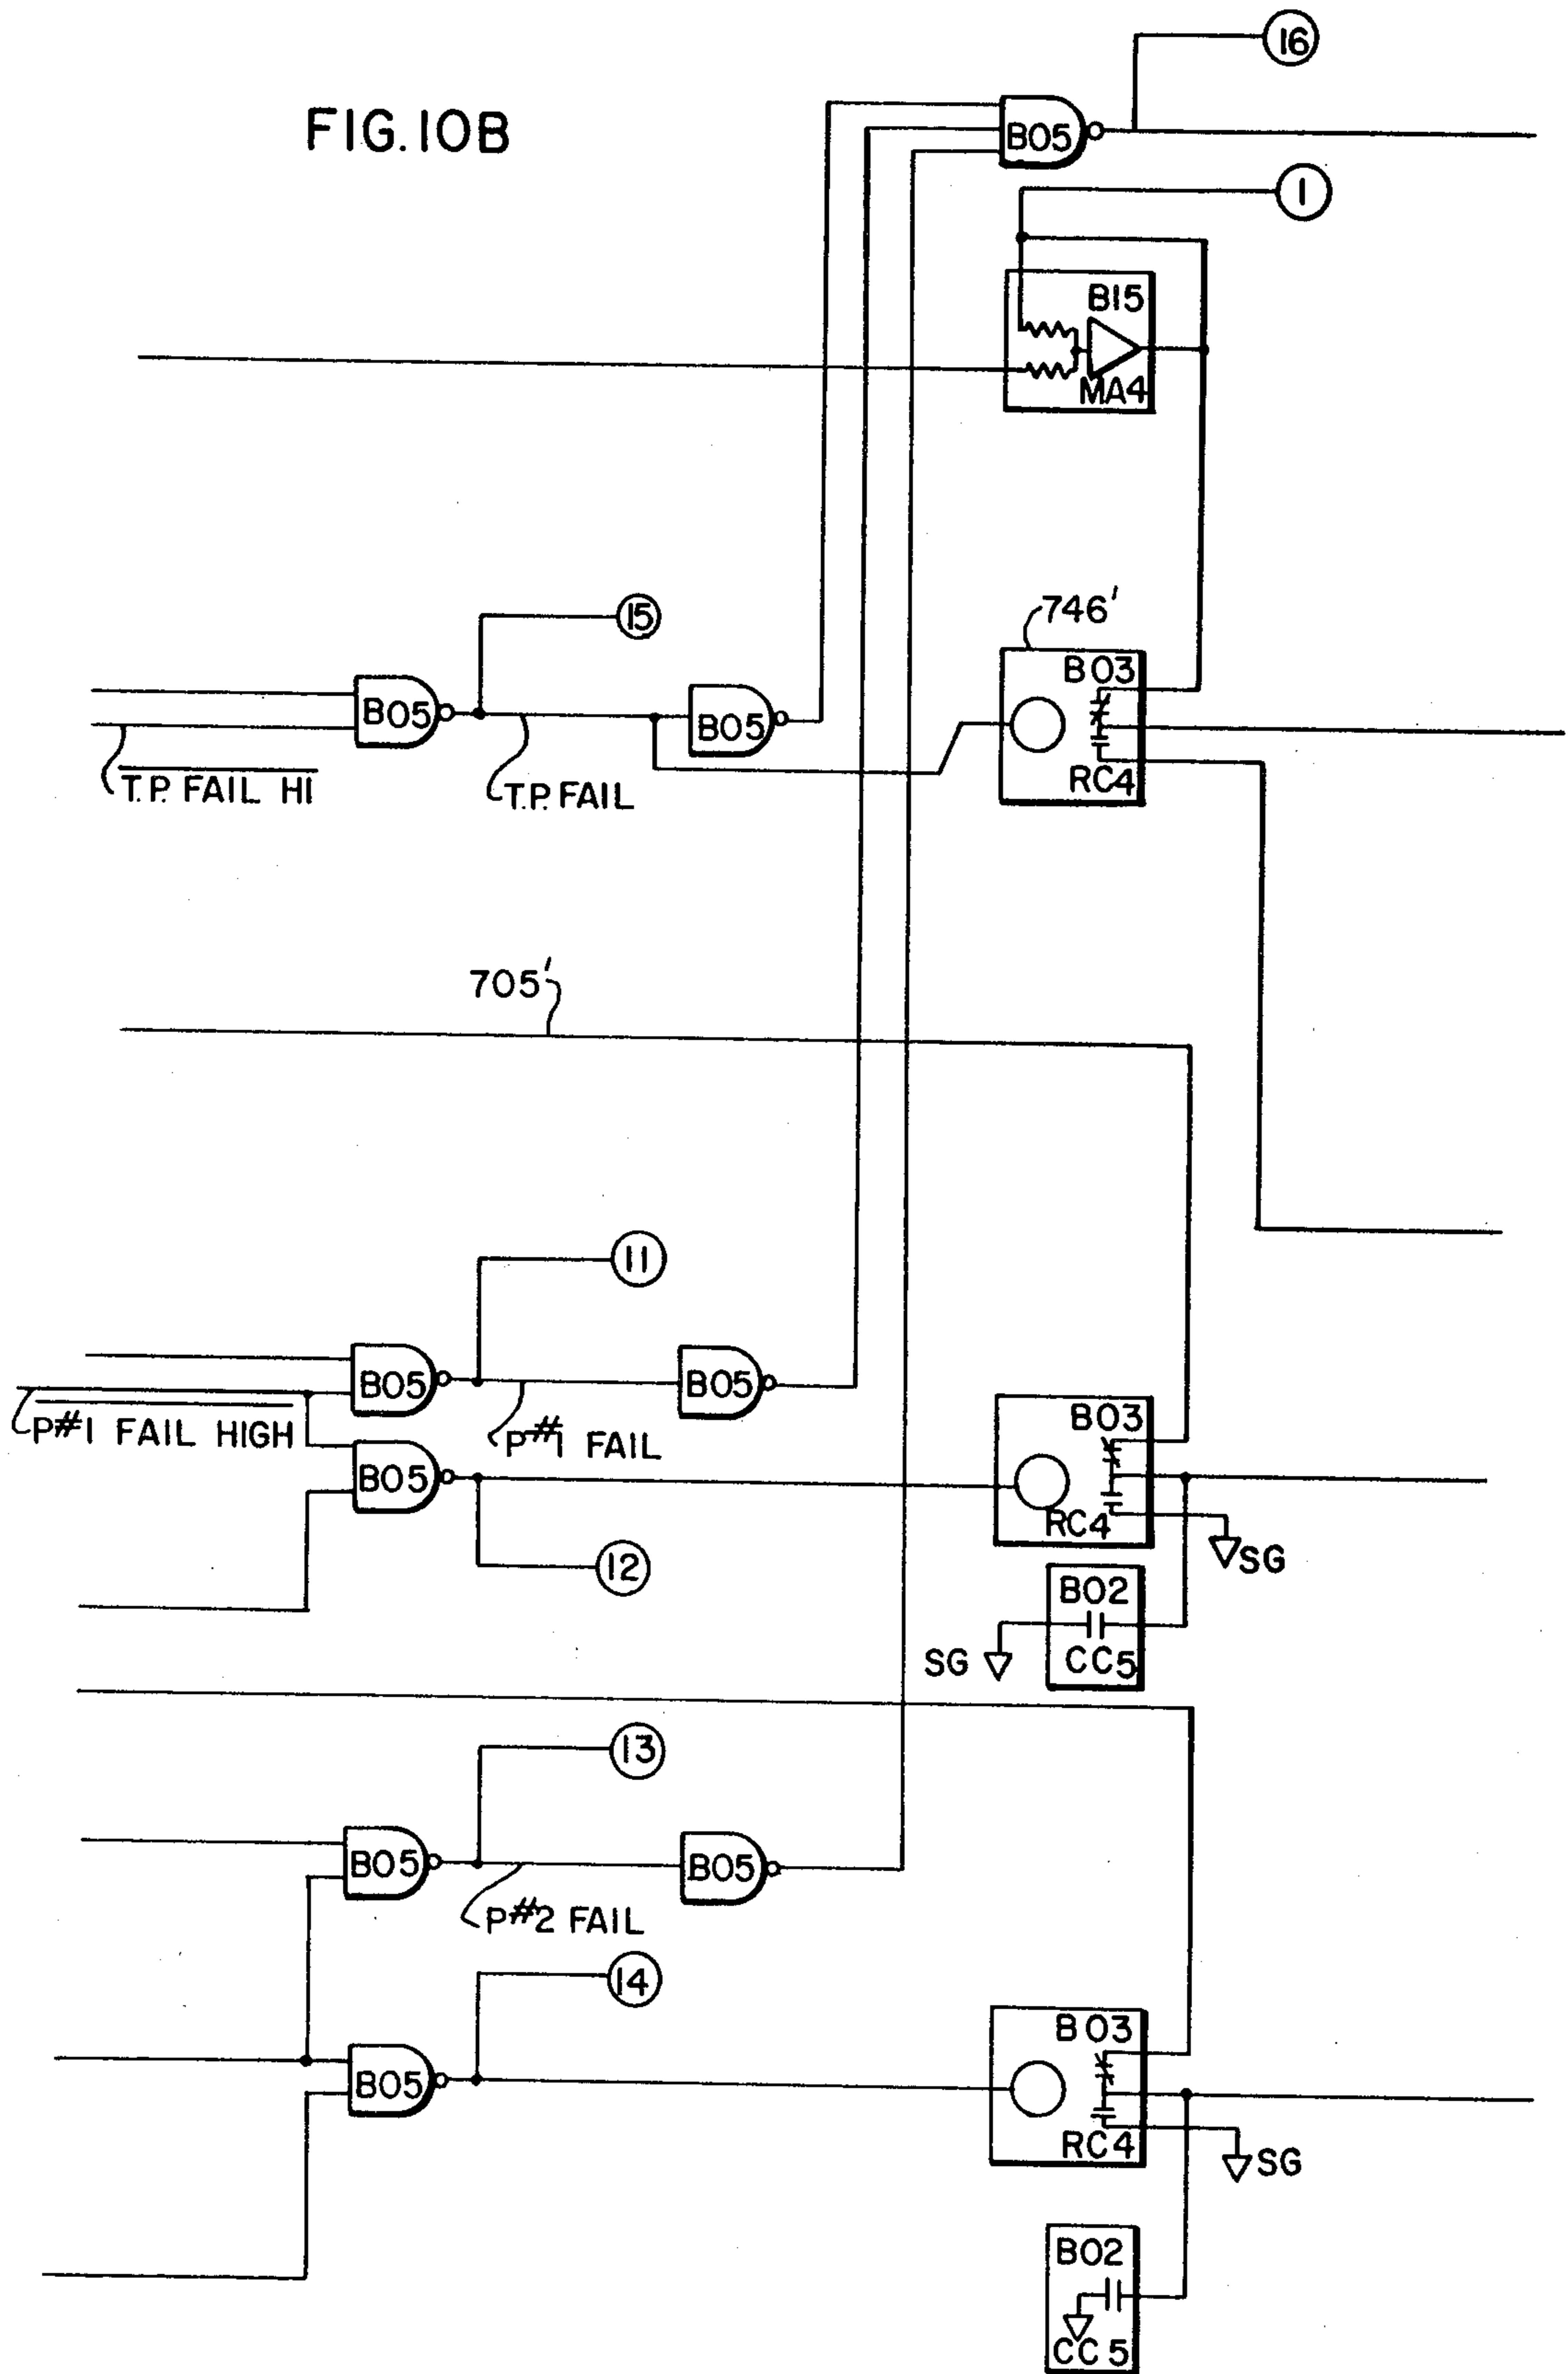 16
FIG. 10B
B05
1
B15
MA4
746'
15
B03
B05
B05
T.P. FAIL HI
T.P. FAIL
RC4
705'
11
B05
B05
P#1 FAIL HIGH
P#1 FAIL
B03
B05
RC4
SG
12
B02
SG
CC5
13
B05
B05
P#2 FAIL
14
B03
B05
RC4
SG
B02
CC5